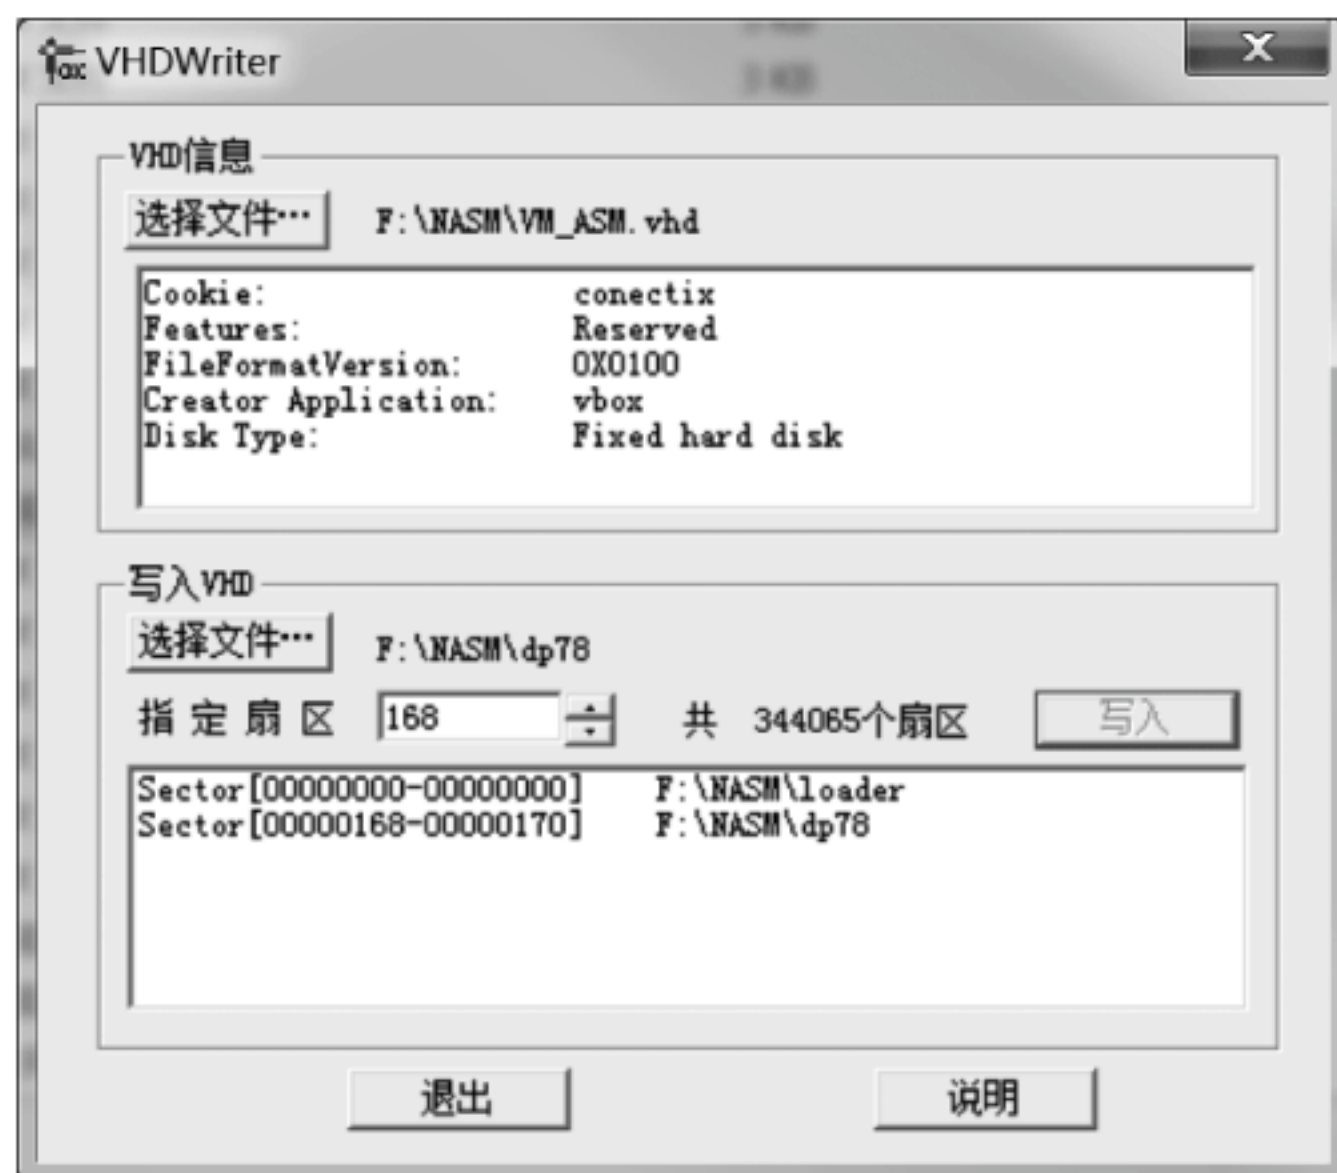 VHDWriter
VHD信息
选择文件… F:\NASM\VM_ASM.vhd
Cookie: conectix
Features: Reserved
FileFormatVersion: 0X0100
Creator Application: vbox
Disk Type: Fixed hard disk
写入VHD
选择文件… F:\NASM\dp78
指定扇区 168 共 344065个扇区 写入
Sector[00000000-00000000] F:\NASM\loader
Sector[00000168-00000170] F:\NASM\dp78
退出 说明